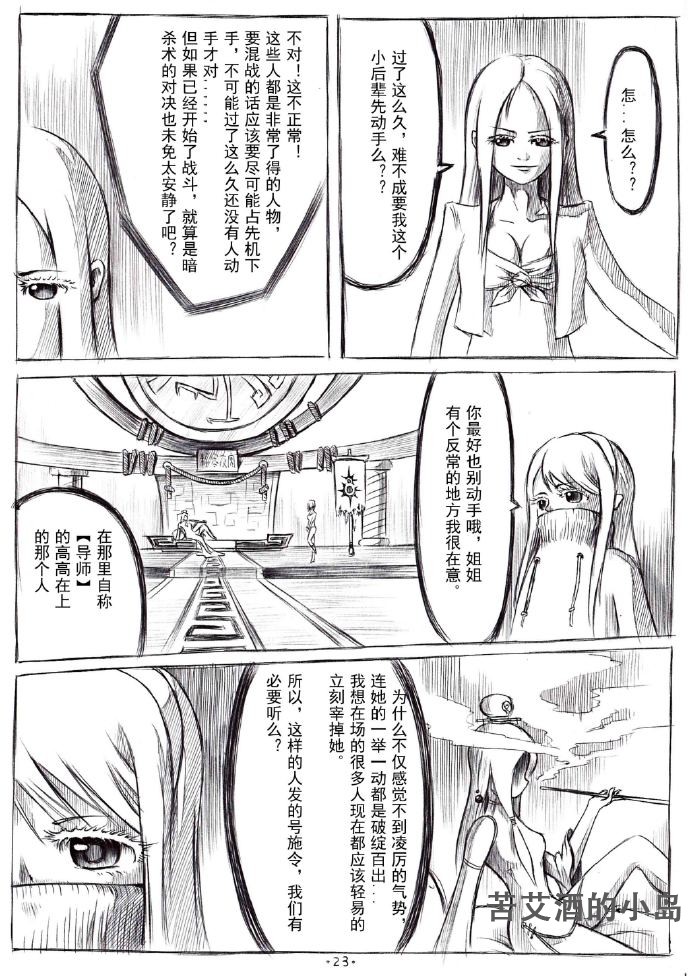 怎…
怎么??
过了这么久，难不成要我这个
小后辈先动手么??
不对！这不正常！
这些人都是非常了得的人物，
要混战的话应该要尽可能占先机下
手，不可能过了这么久还没有人动
手才对……
但如果已经开始了战斗，就算是暗
杀术的对决也未免太安静了吧？
你最好也别动手哦，姐姐
有个反常的地方我很在意。
在那里自称
【导师】
的高高在上
的那个人
为什么不仅感觉不到凌厉的气势，
连她的一举一动都是破绽百出…
我想在场的很多人现在都应该轻易的
立刻宰掉她。
所以，这样的人发的号施令，我们有
必要听么？
苦艾酒的小岛
·23·